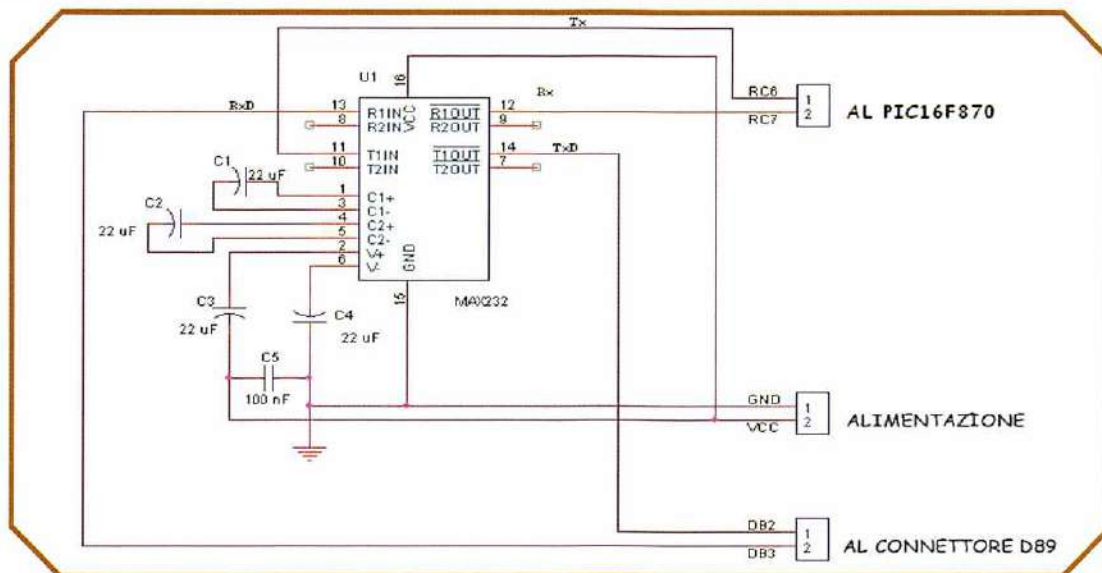 Tx
U1
16
RC6
1
AL PIC16F870
RC7
2
RxD
13
R1IN
VCC
R1OUT
12
Rx
8
R2IN
R2OUT
9
11
T1IN
T1OUT
14
TxD
10
T2IN
T2OUT
7
C1
22 uF
1
C1+
3
C1-
C2
22 uF
4
C2+
5
C2-
2
V+
6
V-
GND
15
MAX232
C3
22 uF
C4
22 uF
C5
100 nF
GND
1
ALIMENTAZIONE
VCC
2
DB2
1
AL CONNETTORE DB9
DB3
2